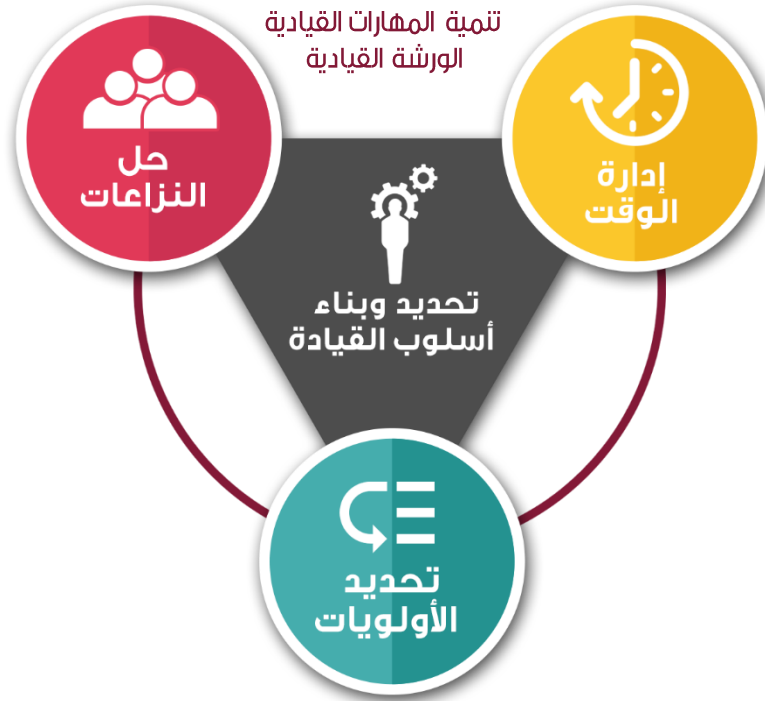 تنمية المهارات القيادية
الورشة القيادية
إدارة
الوقت
حل
النزاعات
تحديد وبناء
أسلوب القيادة
تحديد
الأولويات